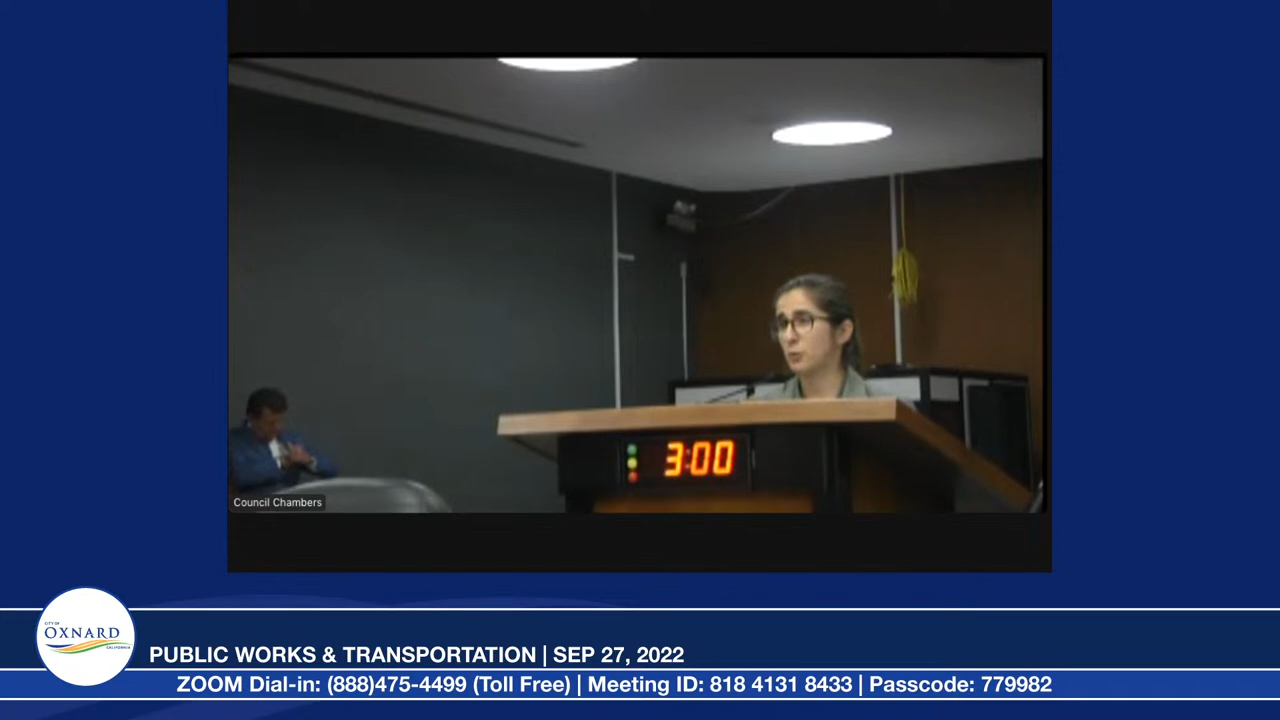 3:00
Council Chambers
CITY OF
OXNARD
CALIFORNIA
PUBLIC WORKS & TRANSPORTATION | SEP 27, 2022
ZOOM Dial-in: (888)475-4499 (Toll Free) | Meeting ID: 818 4131 8433 | Passcode: 779982